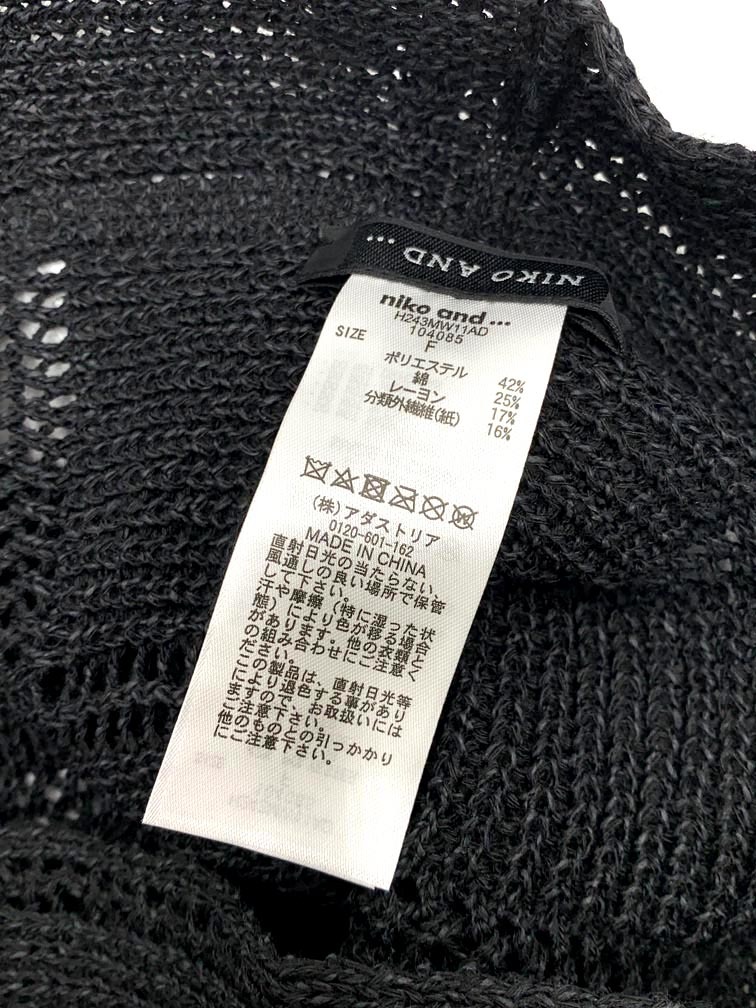 NIKO AND ...
niko and ...
H243MW11AD
104085
SIZE F
ポリエステル 42%
綿 25%
レーヨン 17%
分類外繊維(紙) 16%
(株)アダストリア
0120-601-162
MADE IN CHINA
直射日光の当たらない、
風通しの良い場所で保管
して下さい。
汗や摩擦(特に湿った状
態)により色が移る場合
があります。他の衣類と
の組み合わせにご注意く
ださい。
この製品は、直射日光等
により退色する事があり
ますので、お取扱いには
ご注意下さい。
他のものとの引っかかり
にご注意下さい。